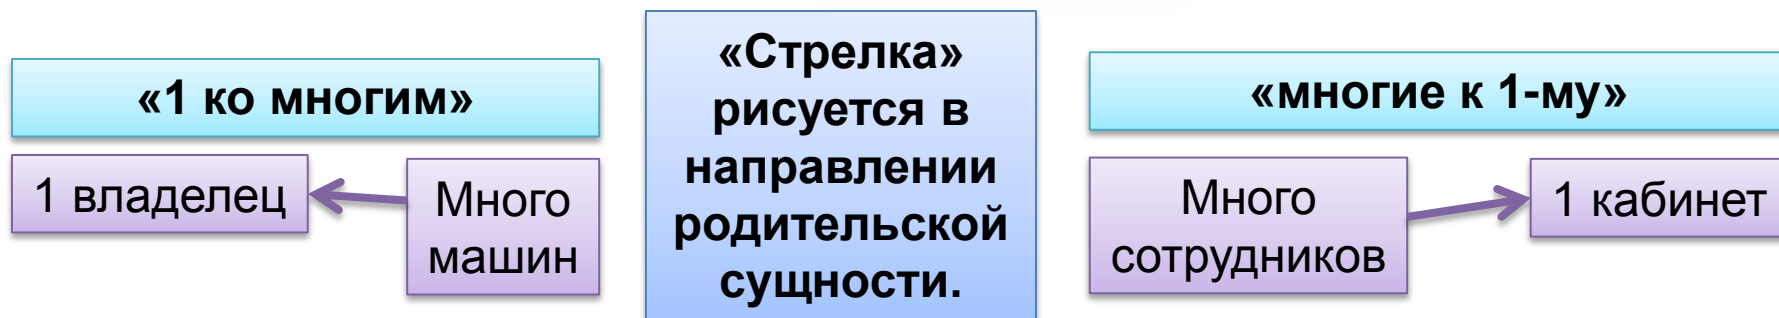 «1 ко многим»
1 владелец
Много
машин
«Стрелка»
рисуется в
направлении
родительской
сущности.
«многие к 1-му»
Много
сотрудников
1 кабинет